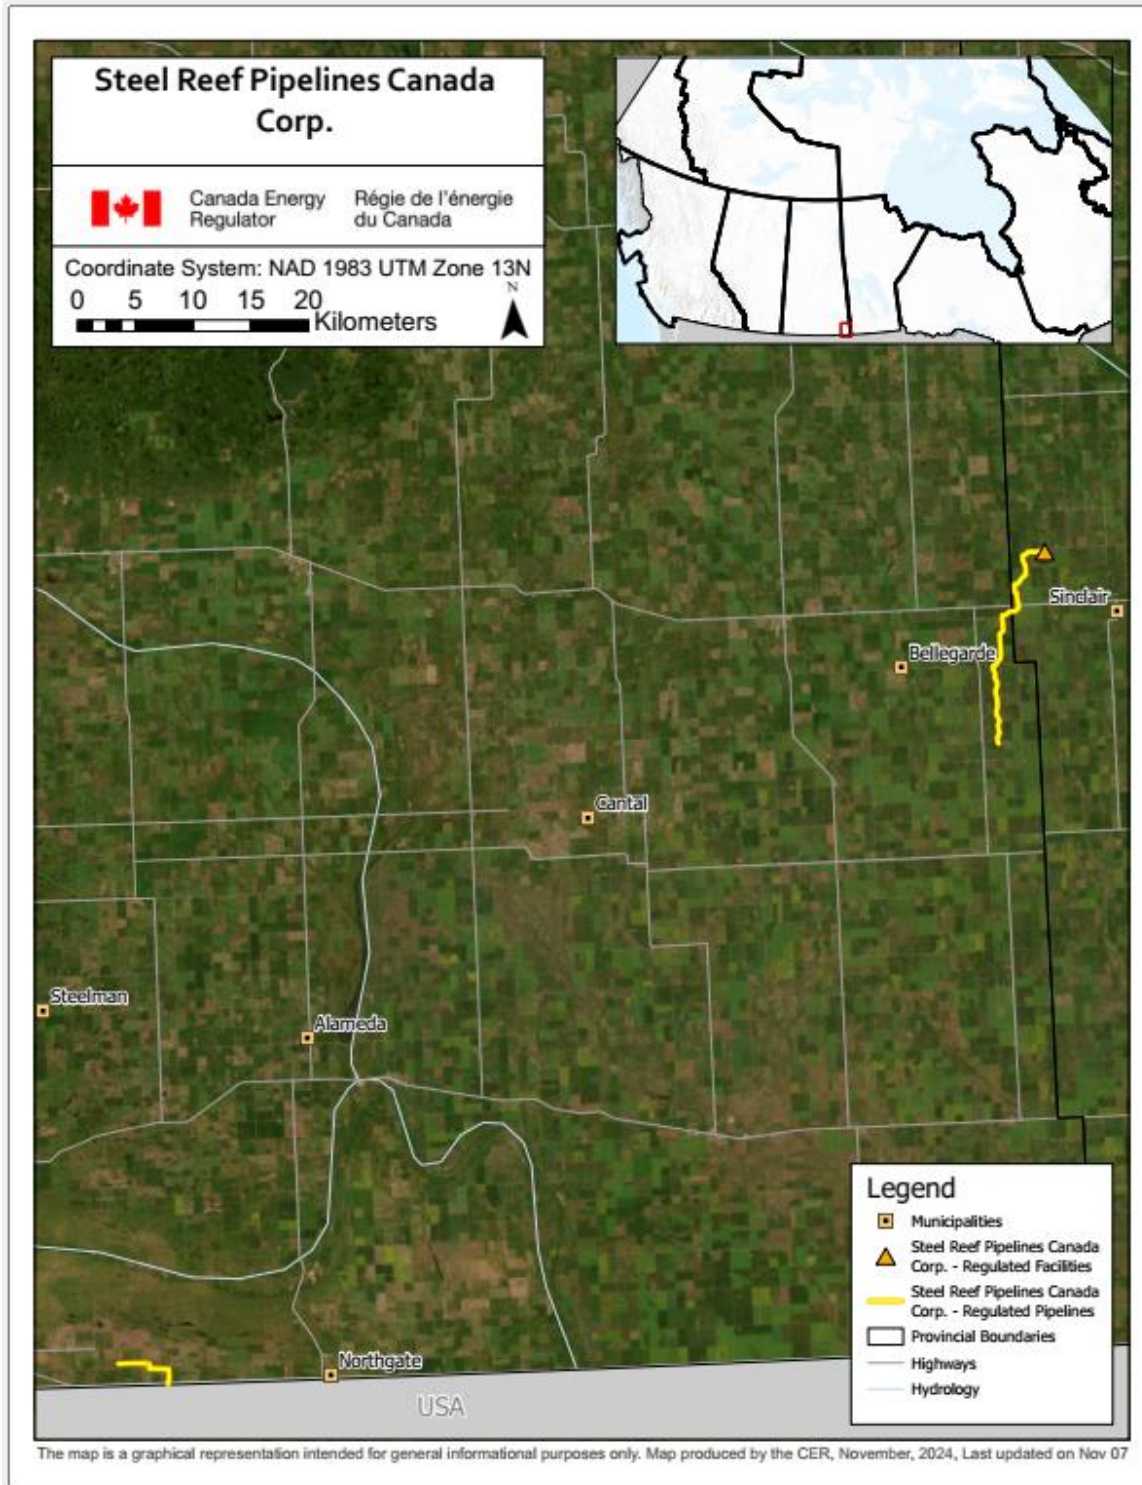 Steel Reef Pipelines Canada
Corp.
Canada Energy
Regulator
Régie de l'énergie
du Canada
Coordinate System: NAD 1983 UTM Zone 13N
0 5 10 15 20
Kilometers
N
Sinclair
Bellegarde
Cantal
Steelman
Alameda
Northgate
USA
Legend
Municipalities
Steel Reef Pipelines Canada
Corp. - Regulated Facilities
Steel Reef Pipelines Canada
Corp. - Regulated Pipelines
Provincial Boundaries
Highways
Hydrology
The map is a graphical representation intended for general informational purposes only. Map produced by the CER, November, 2024, Last updated on Nov 07